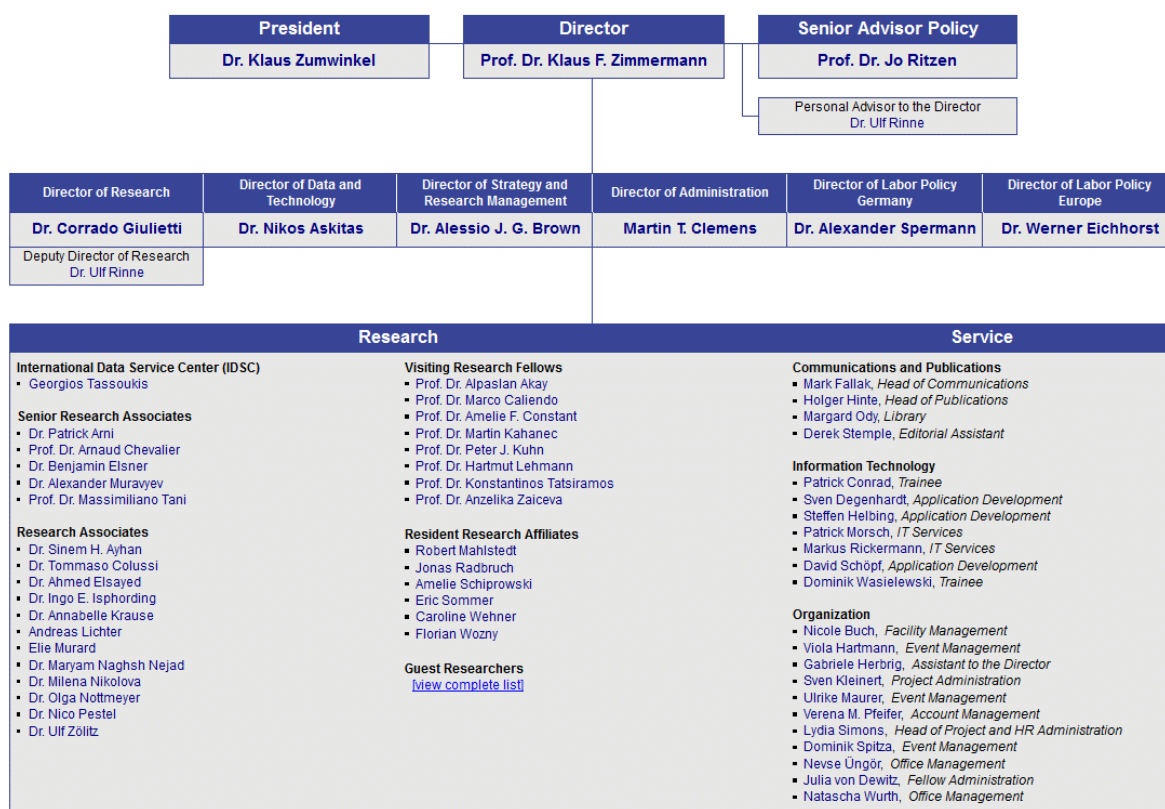 President
Dr. Klaus Zumwinkel
Director
Prof. Dr. Klaus F. Zimmermann
Senior Advisor Policy
Prof. Dr. Jo Ritzen
Personal Advisor to the Director
Dr. Ulf Rinne
Director of Research
Dr. Corrado Giulietti
Deputy Director of Research
Dr. Ulf Rinne
Director of Data and
Technology
Dr. Nikos Askitas
Director of Strategy and
Research Management
Dr. Alessio J. G. Brown
Director of Administration
Martin T. Clemens
Director of Labor Policy
Germany
Dr. Alexander Spermann
Director of Labor Policy
Europe
Dr. Werner Eichhorst
Research
International Data Service Center (IDSC)
Georgios Tassoukis
Senior Research Associates
Dr. Patrick Arni
Prof. Dr. Arnaud Chevalier
Dr. Benjamin Elsner
Dr. Alexander Muravyev
Prof. Dr. Massimiliano Tani
Research Associates
Dr. Sinem H. Ayhan
Dr. Tommaso Colussi
Dr. Ahmed Elsayed
Dr. Ingo E. Isphording
Dr. Annabelle Krause
Andreas Lichter
Elie Murard
Dr. Maryam Naghsh Nejad
Dr. Milena Nikolova
Dr. Olga Nottmeyer
Dr. Nico Pestel
Dr. Ulf Zölitz
Visiting Research Fellows
Prof. Dr. Alpaslan Akay
Prof. Dr. Marco Caliendo
Prof. Dr. Amelie F. Constant
Prof. Dr. Martin Kahanec
Prof. Dr. Peter J. Kuhn
Prof. Dr. Hartmut Lehmann
Prof. Dr. Konstantinos Tatsiramos
Prof. Dr. Anzelika Zaiceva
Resident Research Affiliates
Robert Mahlstedt
Jonas Radbruch
Amelie Schiprowski
Eric Sommer
Caroline Wehner
Florian Wozny
Guest Researchers
[view complete list]
Service
Communications and Publications
Mark Fallak, Head of Communications
Holger Hinte, Head of Publications
Margard Ody, Library
Derek Stemple, Editorial Assistant
Information Technology
Patrick Conrad, Trainee
Sven Degenhardt, Application Development
Steffen Helbing, Application Development
Patrick Morsch, IT Services
Markus Rickermann, IT Services
David Schöpf, Application Development
Dominik Wasielewski, Trainee
Organization
Nicole Buch, Facility Management
Viola Hartmann, Event Management
Gabriele Herbrig, Assistant to the Director
Sven Kleinert, Project Administration
Ulrike Maurer, Event Management
Verena M. Pfeifer, Account Management
Lydia Simons, Head of Project and HR Administration
Dominik Spitza, Event Management
Nevse Üngör, Office Management
Julia von Dewitz, Fellow Administration
Natascha Wurth, Office Management